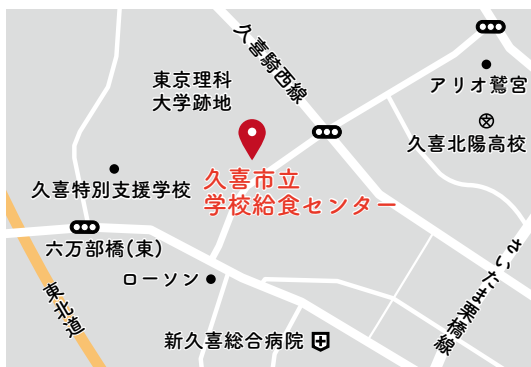 久喜騎西線
東京理科
大学跡地
アリオ鷲宮
久喜北陽高校
久喜特別支援学校
久喜市立
学校給食センター
六万部橋(東)
さいたま栗橋線
ローソン
東北道
新久喜総合病院